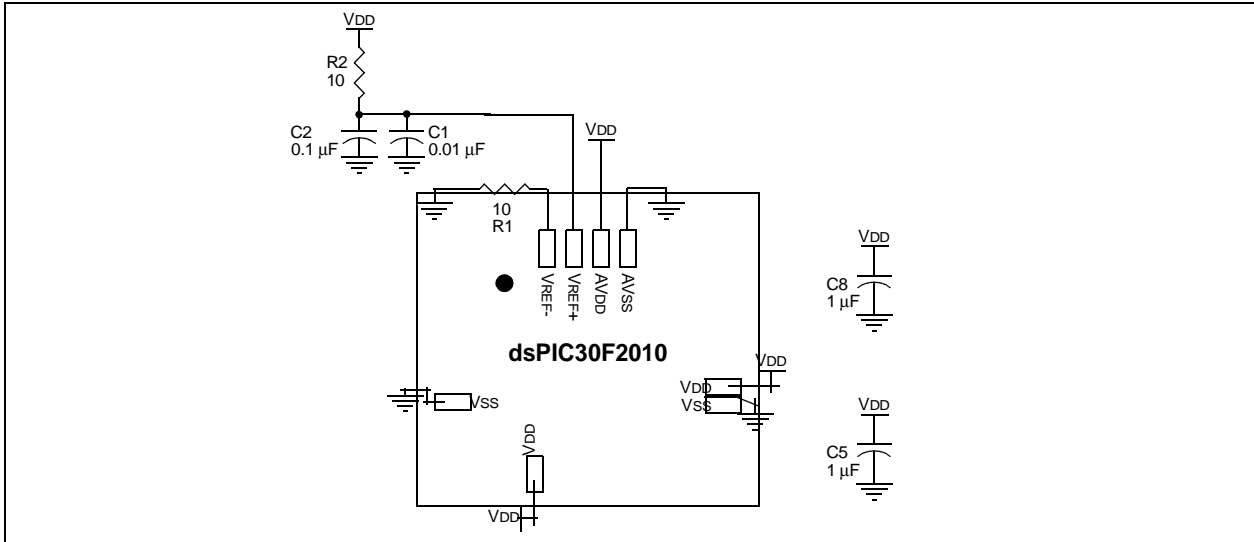 VDD
R2
10
C2
0.1 µF
C1
0.01 µF
VDD
10
R1
VREF-
VREF+
AVDD
AVSS
VDD
C8
1 µF
dsPIC30F2010
VDD
VDD
VSS
VSS
VDD
C5
1 µF
VDD
VDD